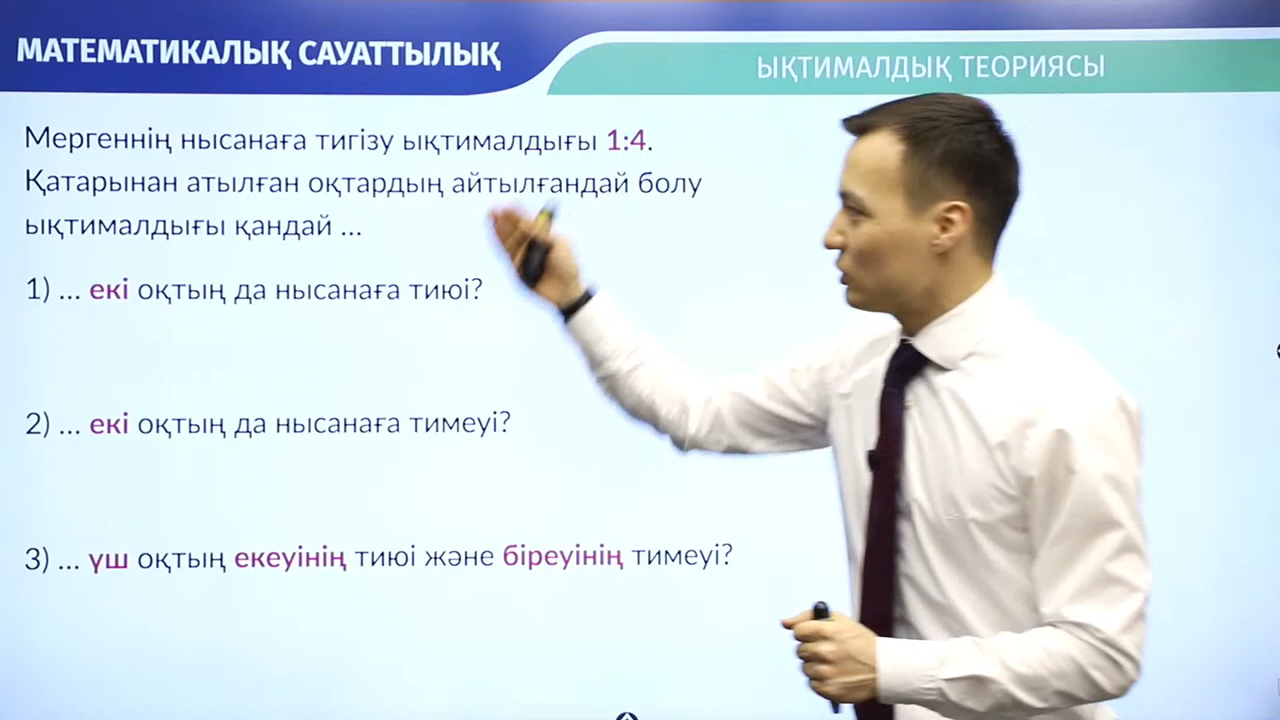 МАТЕМАТИКАЛЫҚ САУАТТЫЛЫҚ
ЫҚТИМАЛДЫҚ ТЕОРИЯСЫ
Мергеннің нысанаға тигізу ықтималдығы 1:4.
Қатарынан атылған оқтардың айтылғандай болу
ықтималдығы қандай ...
1) ... екі оқтың да нысанаға тиюі?
2) ... екі оқтың да нысанаға тимеуі?
3) ... үш оқтың екеуінің тиюі және біреуінің тимеуі?